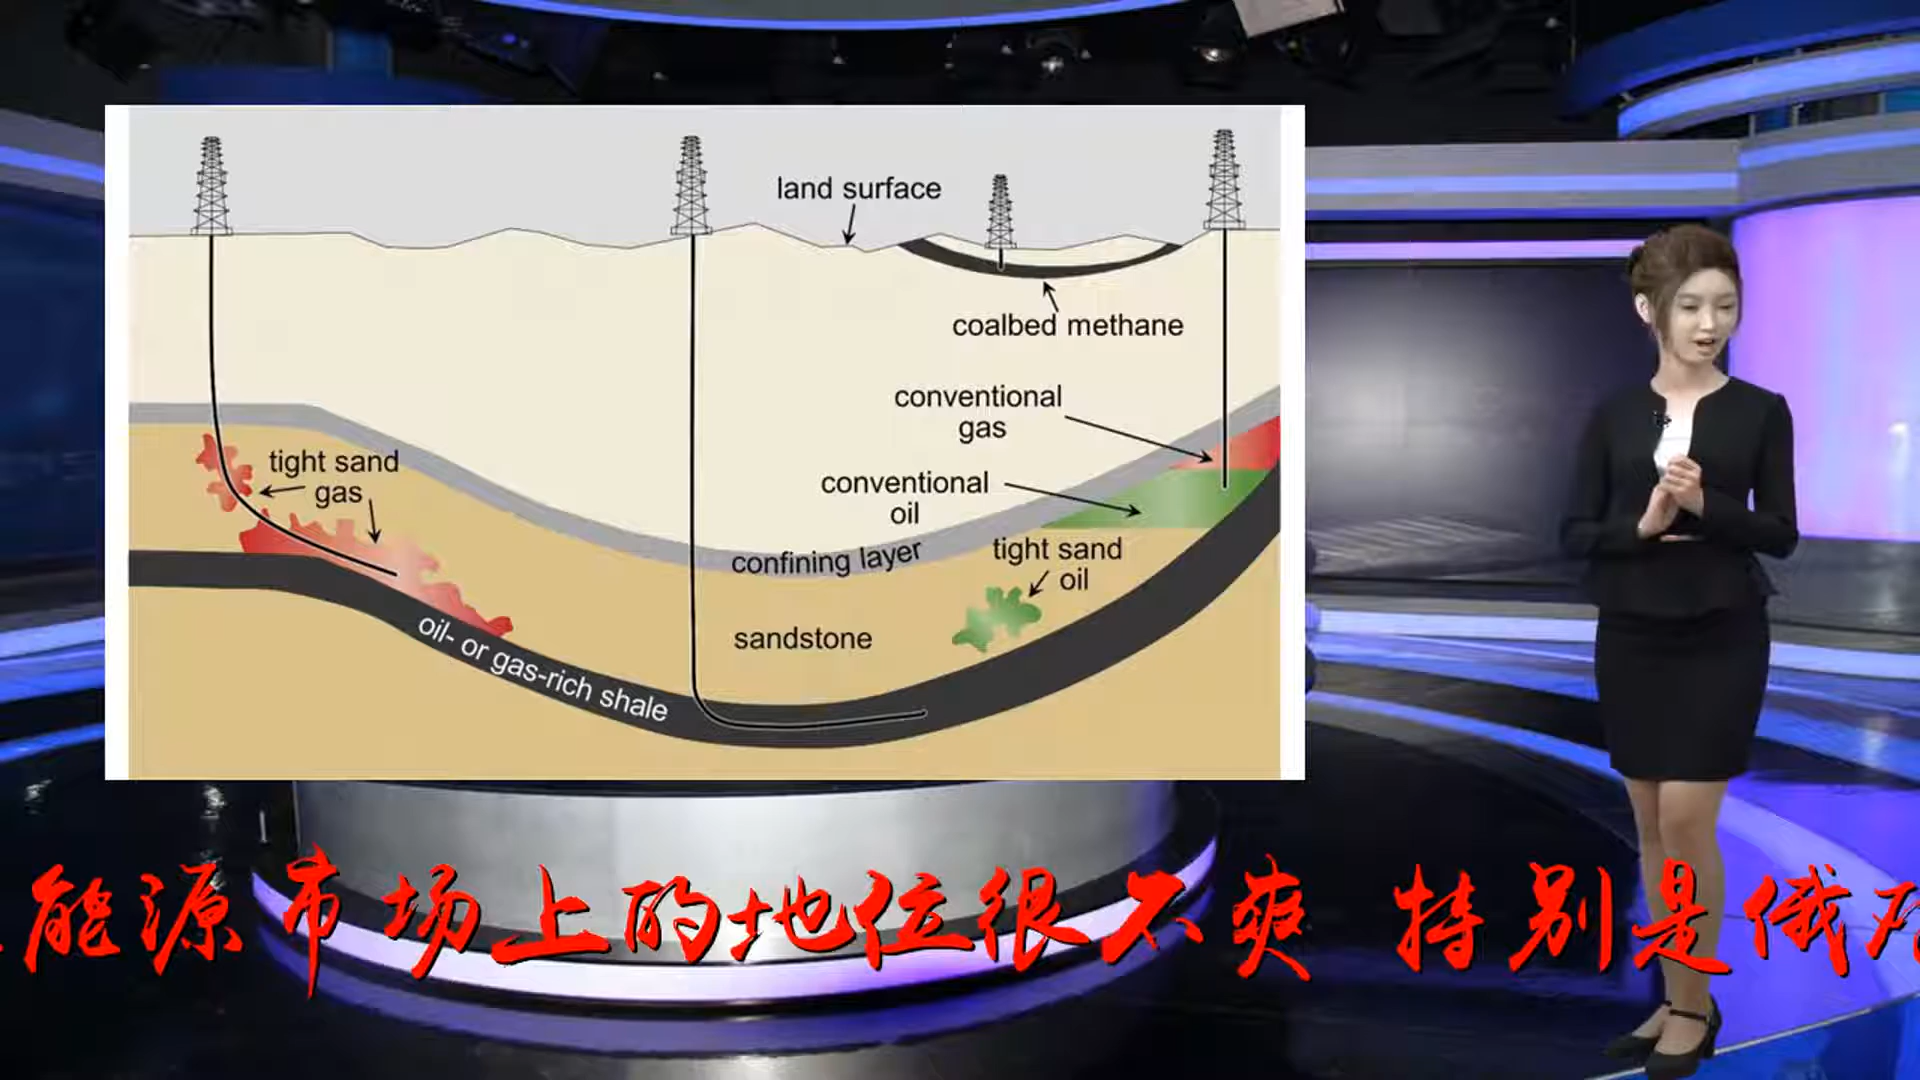 land surface
coalbed methane
conventional
gas
conventional
oil
tight sand
gas
confining layer
tight sand
oil
sandstone
oil- or gas-rich shale
能源市场上的地位很不爽 特别是俄